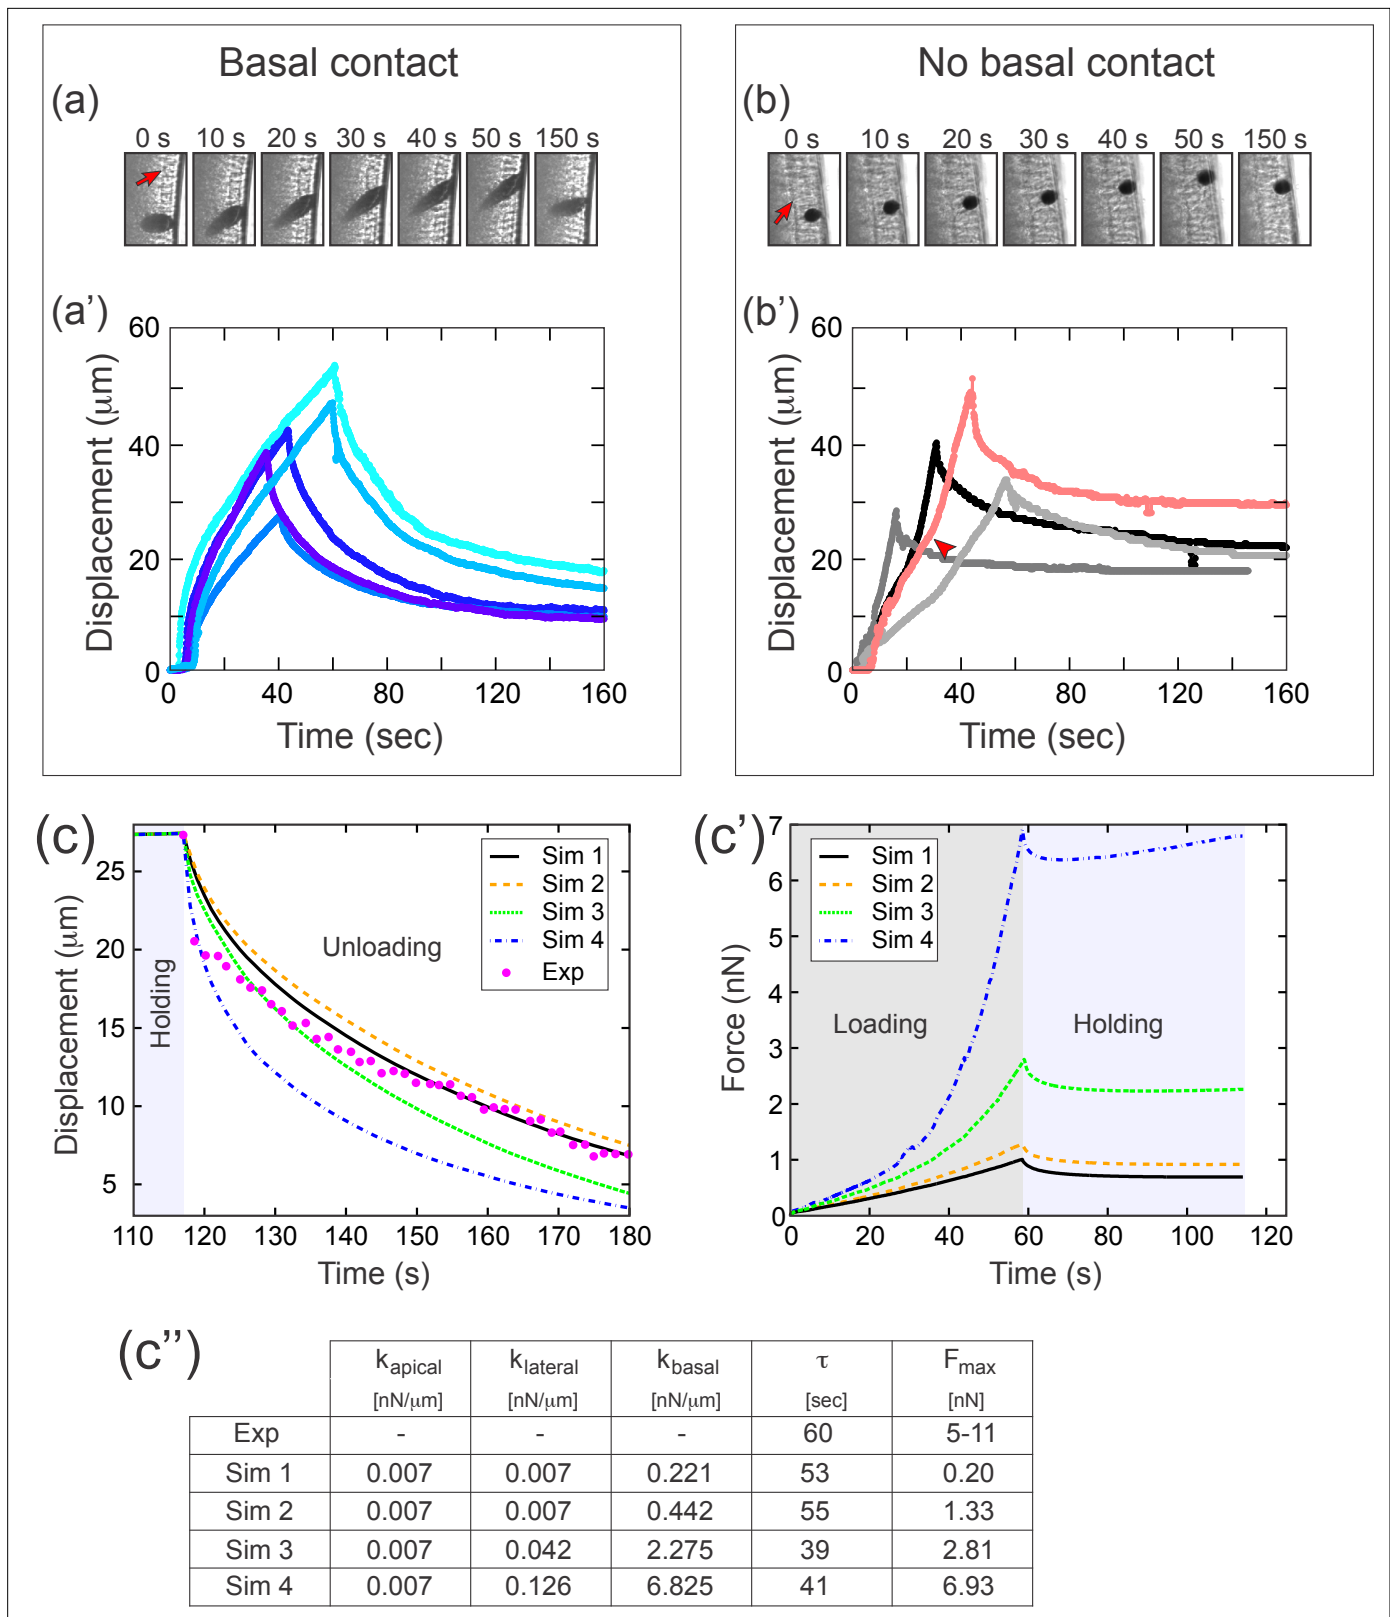 Basal contact
No basal contact
(a)
0 s 10 s 20 s 30 s 40 s 50 s 150 s
(b)
0 s 10 s 20 s 30 s 40 s 50 s 150 s
(a')
60
40
20
0
Displacement (μm)
0 40 80 120 160
Time (sec)
(b')
60
40
20
0
Displacement (μm)
0 40 80 120 160
Time (sec)
(c)
25
20
15
10
5
Displacement (μm)
Holding
Unloading
Sim 1
Sim 2
Sim 3
Sim 4
Exp
110 120 130 140 150 160 170 180
Time (s)
(c')
7
6
5
4
3
2
1
0
Force (nN)
Sim 1
Sim 2
Sim 3
Sim 4
Loading
Holding
0 20 40 60 80 100 120
Time (s)
(c'')
k_apical k_lateral k_basal τ F_max
[nN/μm] [nN/μm] [nN/μm] [sec] [nN]
Exp - - - 60 5-11
Sim 1 0.007 0.007 0.221 53 0.20
Sim 2 0.007 0.007 0.442 55 1.33
Sim 3 0.007 0.042 2.275 39 2.81
Sim 4 0.007 0.126 6.825 41 6.93